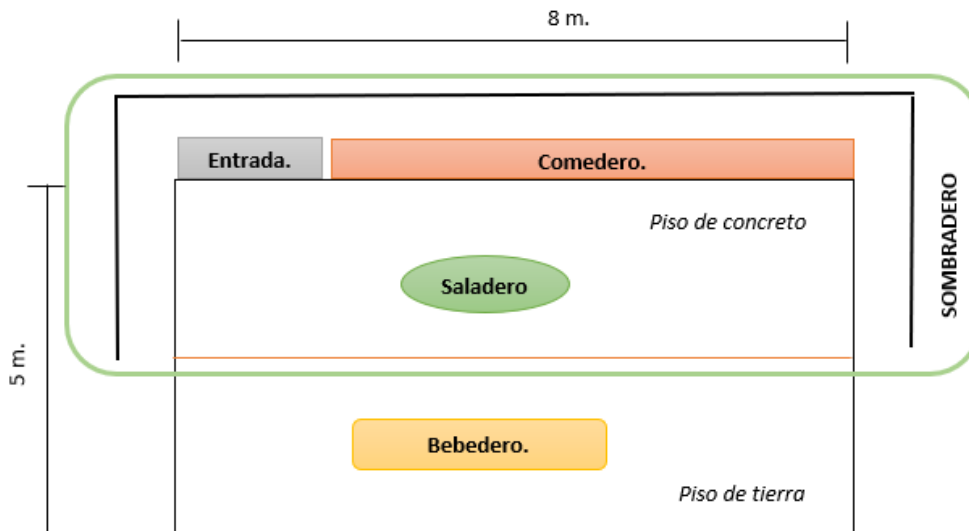 8 m.
Entrada.
Comedero.
Piso de concreto
SOMBRADERO
Saladero
5 m.
Bebedero.
Piso de tierra